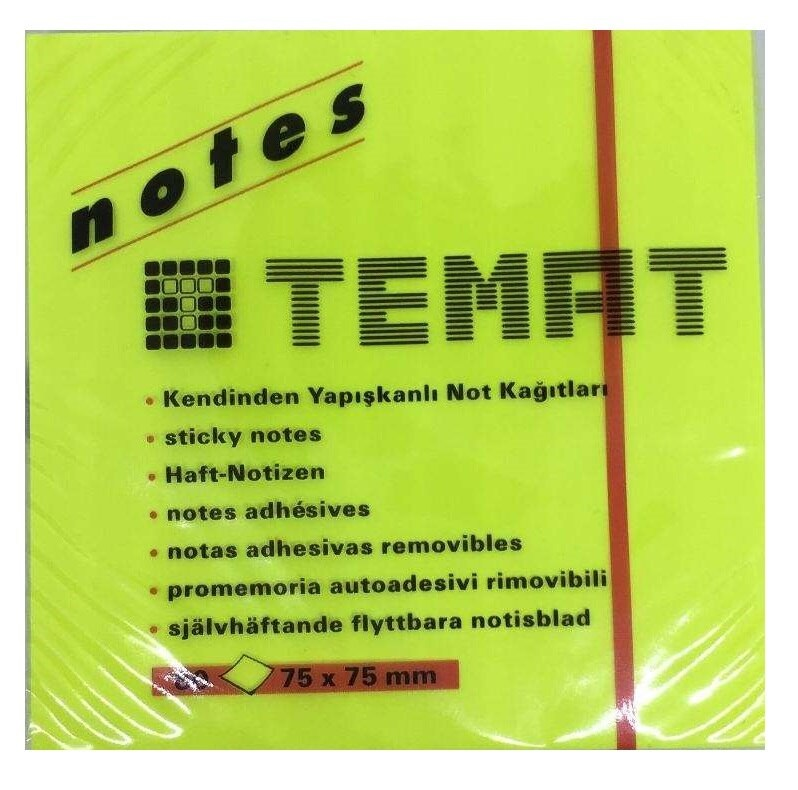 notes
TEMAT
• Kendinden Yapışkanlı Not Kağıtları
• sticky notes
• Haft-Notizen
• notes adhésives
• notas adhesivas removibles
• promemoria autoadesivi rimovibili
• självhäftande flyttbara notisblad
75 x 75 mm